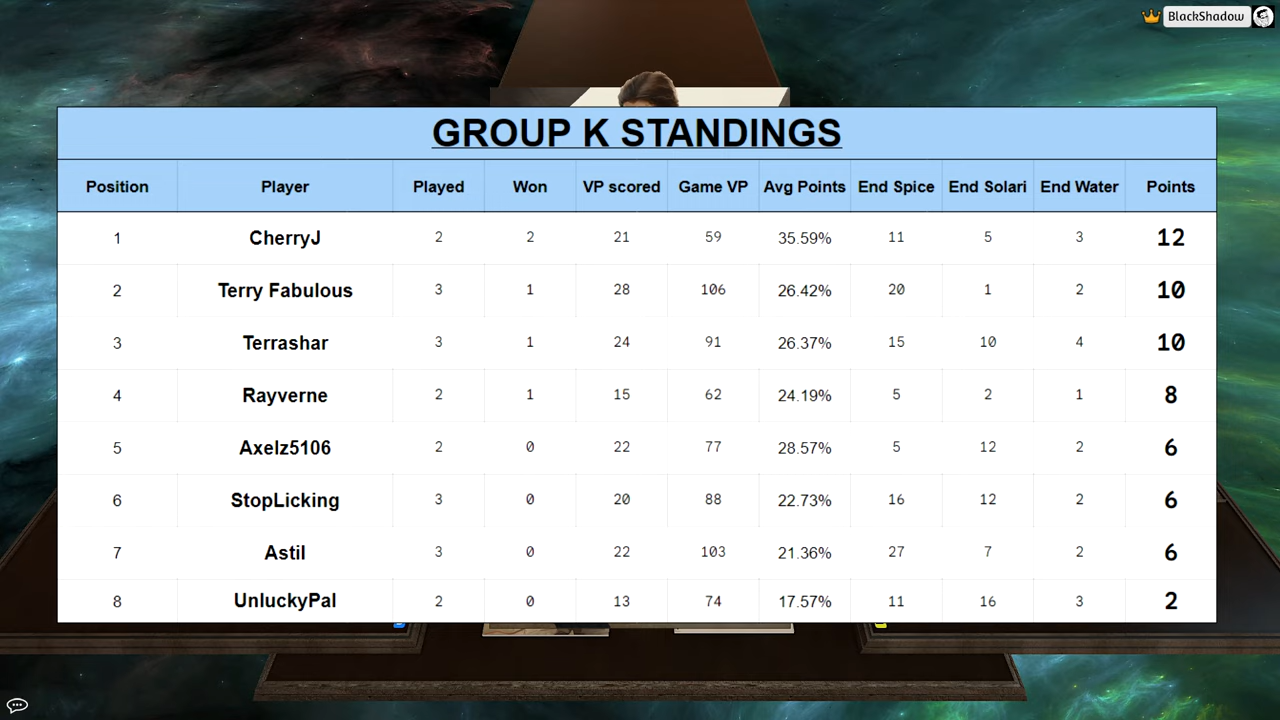 BlackShadow
GROUP K STANDINGS
Position Player Played Won VP scored Game VP Avg Points End Spice End Solari End Water Points
1 CherryJ 2 2 21 59 35.59% 11 5 3 12
2 Terry Fabulous 3 1 28 106 26.42% 20 1 2 10
3 Terrashar 3 1 24 91 26.37% 15 10 4 10
4 Rayverne 2 1 15 62 24.19% 5 2 1 8
5 Axelz5106 2 0 22 77 28.57% 5 12 2 6
6 StopLicking 3 0 20 88 22.73% 16 12 2 6
7 Astil 3 0 22 103 21.36% 27 7 2 6
8 UnluckyPal 2 0 13 74 17.57% 11 16 3 2